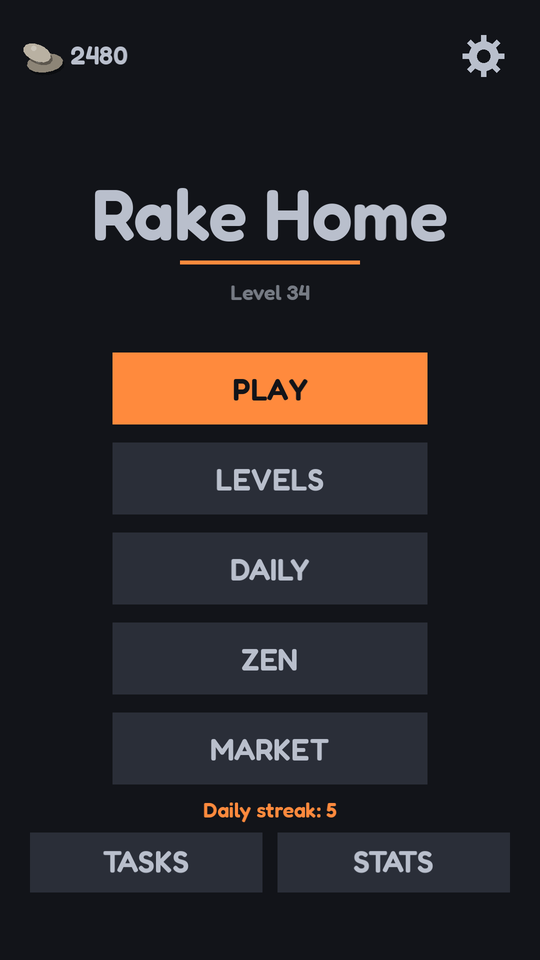 2480
Rake Home
Level 34
PLAY
LEVELS
DAILY
ZEN
MARKET
Daily streak: 5
TASKS
STATS